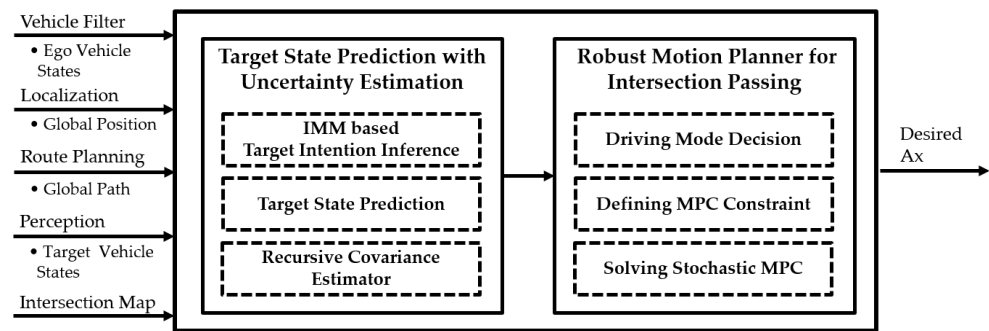 Vehicle Filter
• Ego Vehicle
States
Localization
• Global Position
Route Planning
• Global Path
Perception
• Target Vehicle
States
Intersection Map
Target State Prediction with
Uncertainty Estimation
IMM based
Target Intention Inference
Target State Prediction
Recursive Covariance
Estimator
Robust Motion Planner for
Intersection Passing
Driving Mode Decision
Defining MPC Constraint
Solving Stochastic MPC
Desired
Ax